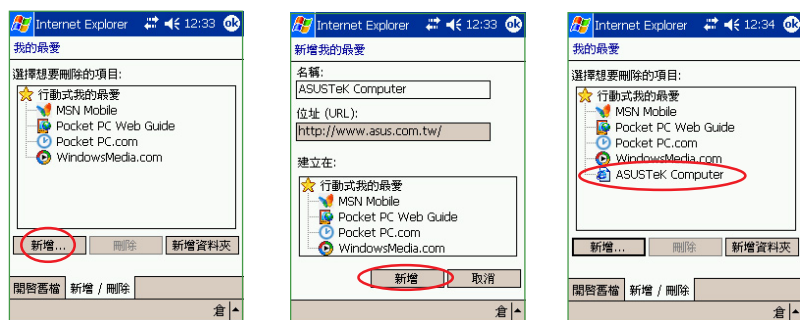 Internet Explorer 12:33 ok
我的最愛
選擇想要刪除的項目:
行動式我的最愛
MSN Mobile
Pocket PC Web Guide
Pocket PC.com
WindowsMedia.com
新增... 刪除 新增資料夾
開啟舊檔 新增 / 刪除
倉
Internet Explorer 12:33 ok
新增我的最愛
名稱:
ASUSTeK Computer
位址 (URL):
http://www.asus.com.tw/
建立在:
行動式我的最愛
MSN Mobile
Pocket PC Web Guide
Pocket PC.com
WindowsMedia.com
新增 取消
倉
Internet Explorer 12:34 ok
我的最愛
選擇想要刪除的項目:
行動式我的最愛
MSN Mobile
Pocket PC Web Guide
Pocket PC.com
WindowsMedia.com
ASUSTeK Computer
新增... 刪除 新增資料夾
開啟舊檔 新增 / 刪除
倉